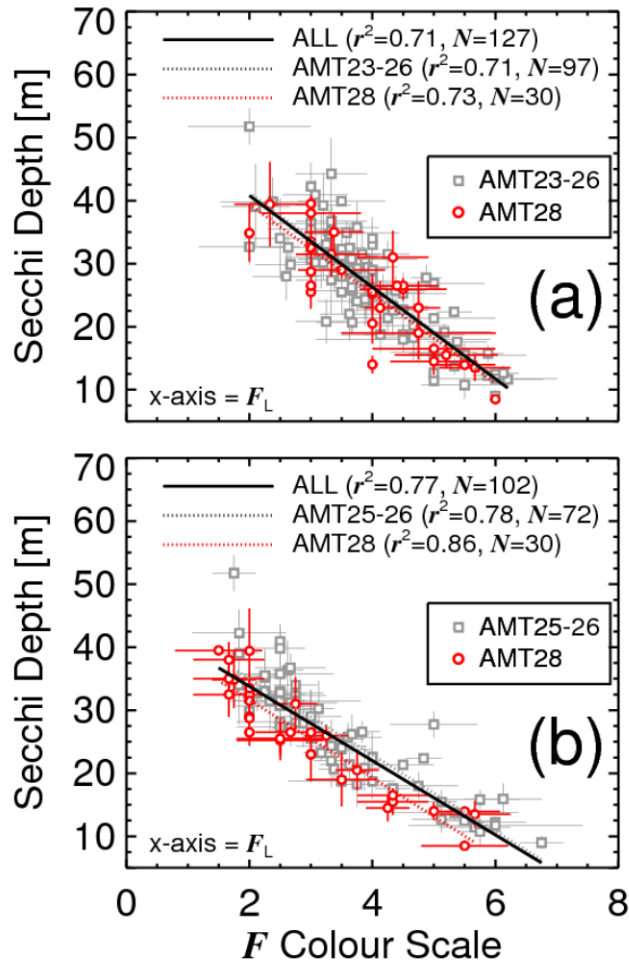 70
60
50
40
30
20
10
Secchi Depth [m]
ALL (r²=0.71, N=127)
AMT23-26 (r²=0.71, N=97)
AMT28 (r²=0.73, N=30)
AMT23-26
AMT28
(a)
x-axis = F_L
70
60
50
40
30
20
10
Secchi Depth [m]
ALL (r²=0.77, N=102)
AMT25-26 (r²=0.78, N=72)
AMT28 (r²=0.86, N=30)
AMT25-26
AMT28
(b)
x-axis = F_L
0 2 4 6 8
F Colour Scale